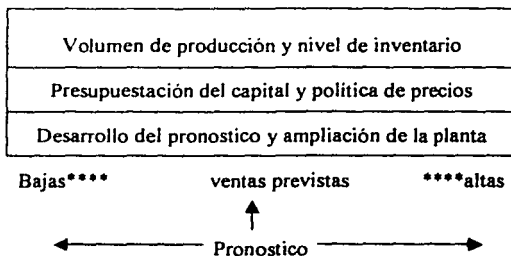 Volumen de producción y nivel de inventario
Presupuestación del capital y política de precios
Desarrollo del pronostico y ampliación de la planta
Bajas**** ventas previstas ****altas
Pronostico